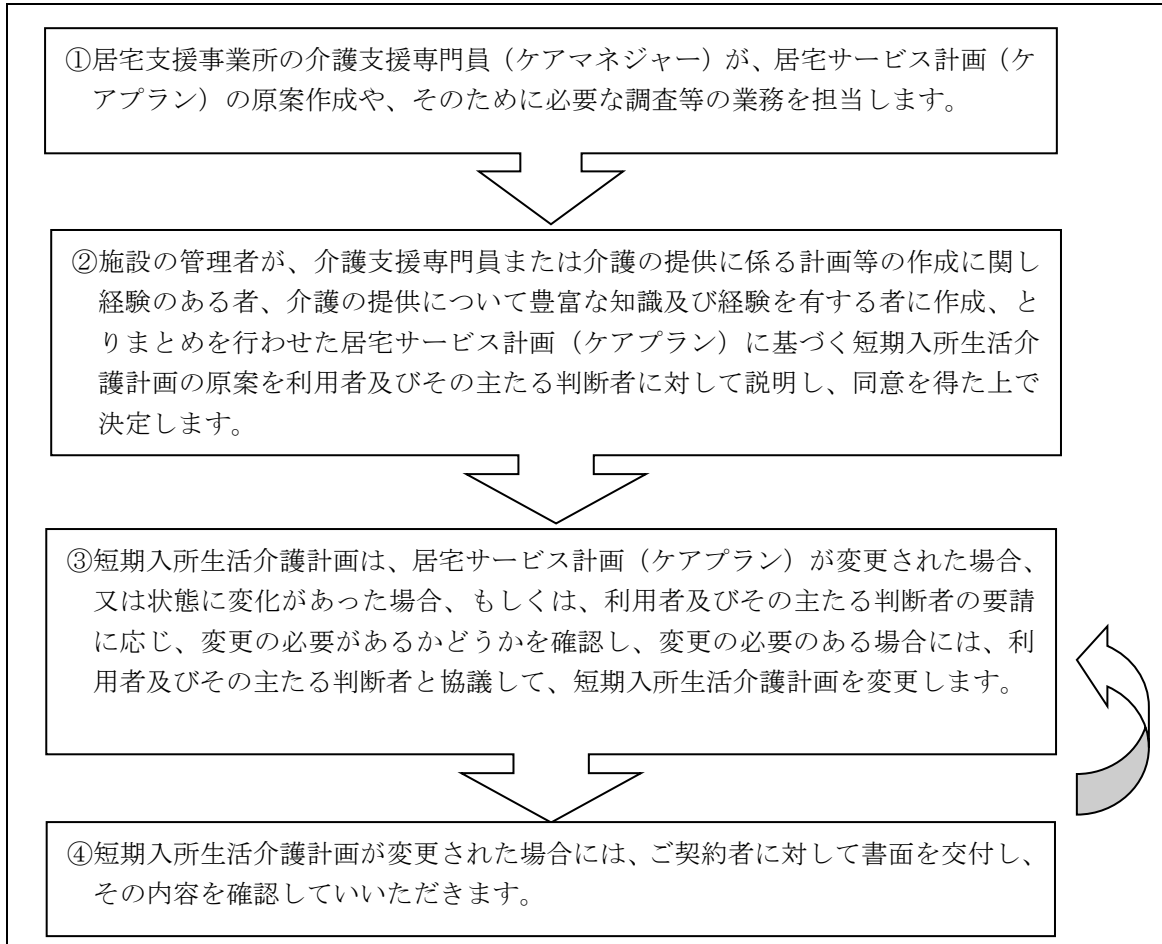 ①居宅支援事業所の介護支援専門員（ケアマネジャー）が、居宅サービス計画（ケ
アプラン）の原案作成や、そのために必要な調査等の業務を担当します。
②施設の管理者が、介護支援専門員または介護の提供に係る計画等の作成に関し
経験のある者、介護の提供について豊富な知識及び経験を有する者に作成、と
りまとめを行わせた居宅サービス計画（ケアプラン）に基づく短期入所生活介
護計画の原案を利用者及びその主たる判断者に対して説明し、同意を得た上で
決定します。
③短期入所生活介護計画は、居宅サービス計画（ケアプラン）が変更された場合、
又は状態に変化があった場合、もしくは、利用者及びその主たる判断者の要請
に応じ、変更の必要があるかどうかを確認し、変更の必要のある場合には、利
用者及びその主たる判断者と協議して、短期入所生活介護計画を変更します。
④短期入所生活介護計画が変更された場合には、ご契約者に対して書面を交付し、
その内容を確認していいただきます。